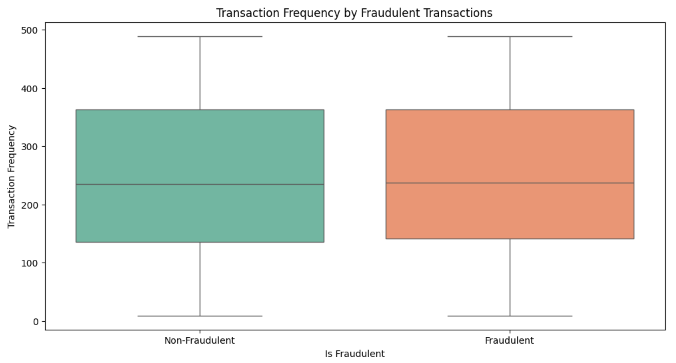 Transaction Frequency by Fraudulent Transactions
Transaction Frequency
500
400
300
200
100
0
Non-Fraudulent
Fraudulent
Is Fraudulent